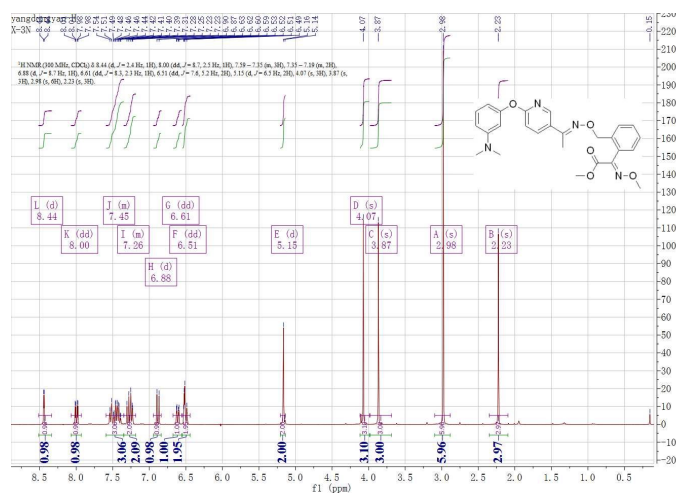 X-3N
¹H NMR (300 MHz, CDCl₃) δ 8.44 (d, J = 2.4 Hz, 1H), 8.00 (dd, J = 8.7, 2.5 Hz, 1H), 7.59 – 7.35 (m, 3H), 7.35 – 7.19 (m, 2H),
6.88 (d, J = 8.7 Hz, 1H), 6.61 (dd, J = 8.3, 2.3 Hz, 1H), 6.51 (dd, J = 7.6, 5.2 Hz, 2H), 5.15 (d, J = 6.5 Hz, 2H), 4.07 (s, 3H), 3.87 (s,
3H), 2.98 (s, 6H), 2.23 (s, 3H).
4.07
3.87
2.98
2.23
0.15
O
N
N
O
N
O
O
N
O
L (d)
8.44
J (m)
7.45
G (dd)
6.61
D (s)
4.07
K (dd)
8.00
I (m)
7.26
F (dd)
6.51
E (d)
5.15
C (s)
3.87
A (s)
2.98
B (s)
2.23
H (d)
6.88
230
220
210
200
190
180
170
160
150
140
130
120
110
100
90
80
70
60
50
40
30
20
10
0
-10
-20
0.98
0.98
3.06
2.09
0.98
1.00
1.95
2.00
3.10
3.00
5.96
2.97
8.5 8.0 7.5 7.0 6.5 6.0 5.5 5.0 4.5 4.0 3.5 3.0 2.5 2.0 1.5 1.0 0.5 0.0
f1 (ppm)